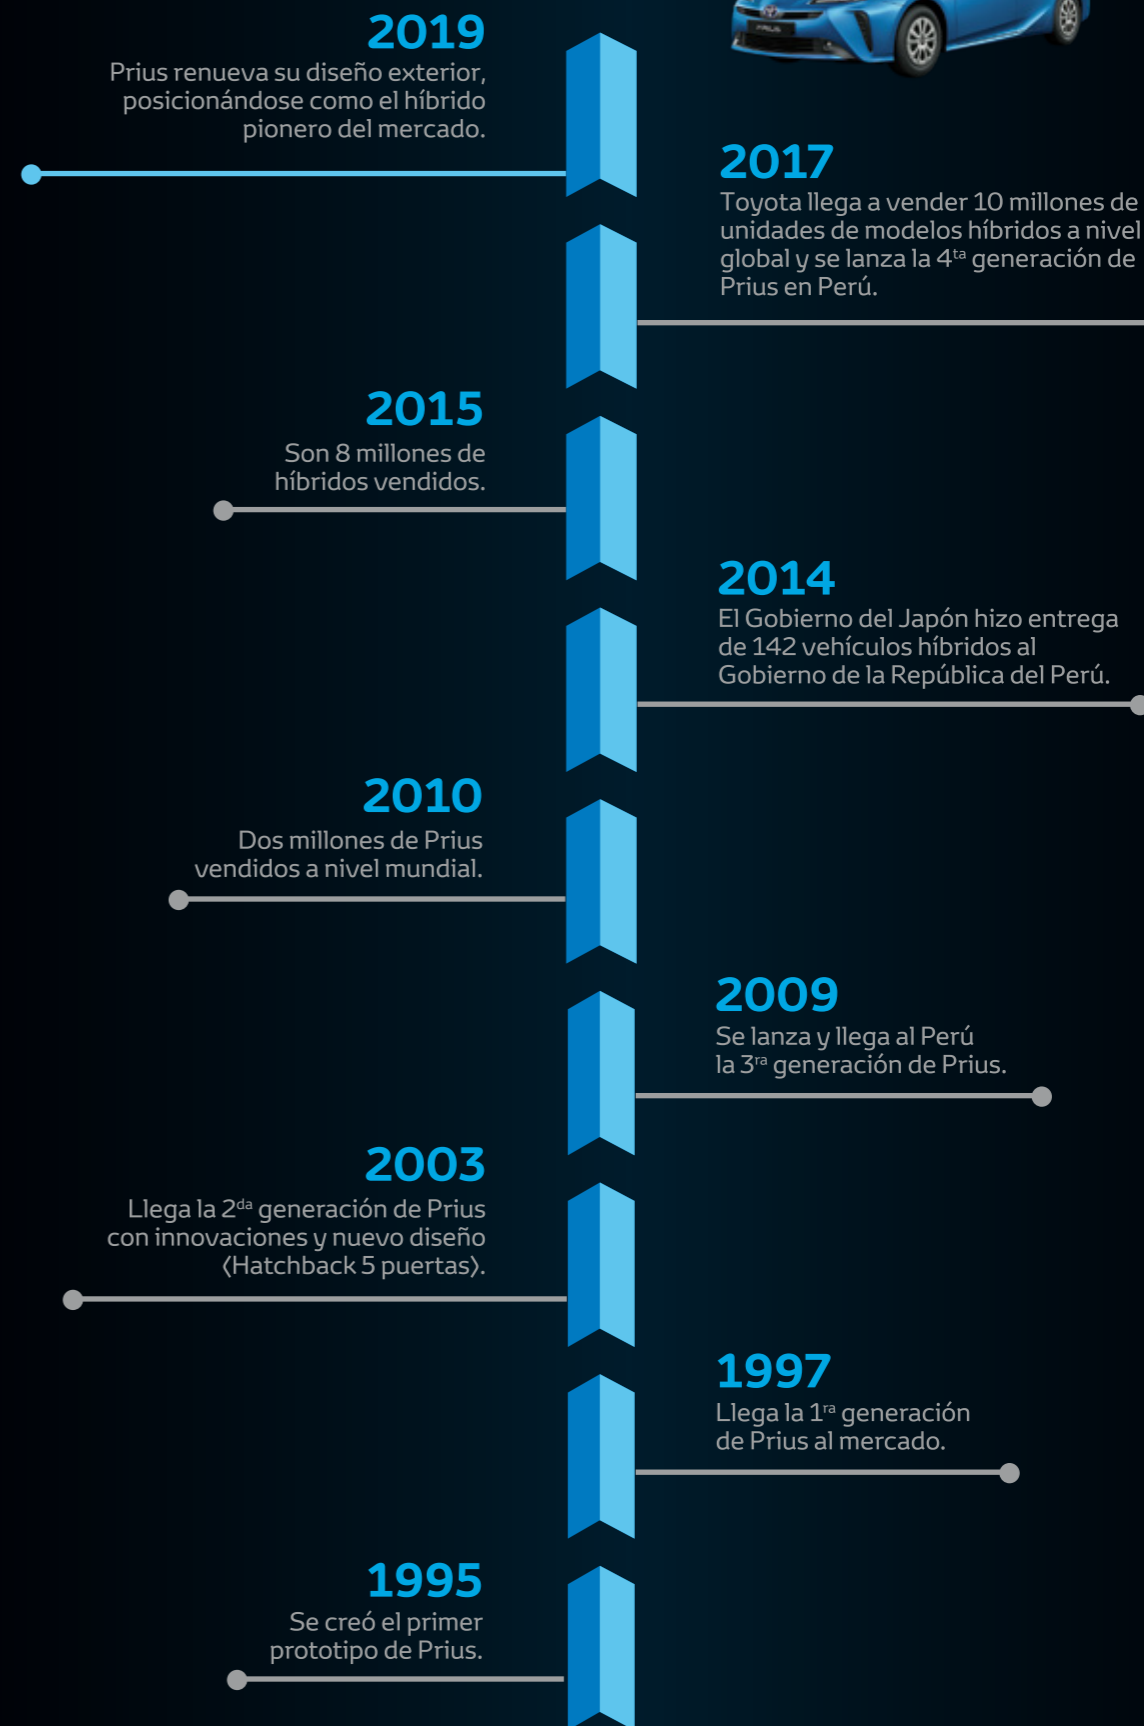 2019
Prius renueva su diseño exterior,
posicionándose como el híbrido
pionero del mercado.
2017
Toyota llega a vender 10 millones de
unidades de modelos híbridos a nivel
global y se lanza la 4ta generación de
Prius en Perú.
2015
Son 8 millones de
híbridos vendidos.
2014
El Gobierno del Japón hizo entrega
de 142 vehículos híbridos al
Gobierno de la República del Perú.
2010
Dos millones de Prius
vendidos a nivel mundial.
2009
Se lanza y llega al Perú
la 3ra generación de Prius.
2003
Llega la 2da generación de Prius
con innovaciones y nuevo diseño
(Hatchback 5 puertas).
1997
Llega la 1ra generación
de Prius al mercado.
1995
Se creó el primer
prototipo de Prius.